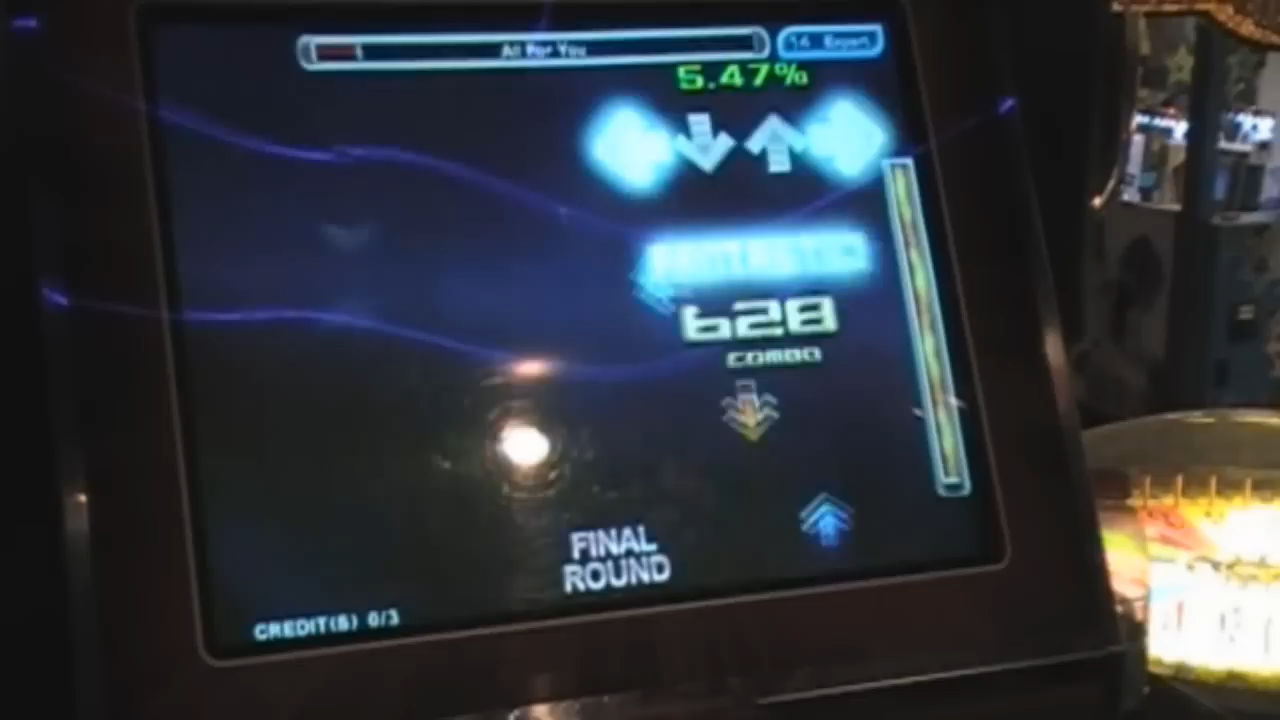 All For You
14 Expert
5.47%
FANTASTIC
628
COMBO
FINAL
ROUND
CREDIT(S) 0/3